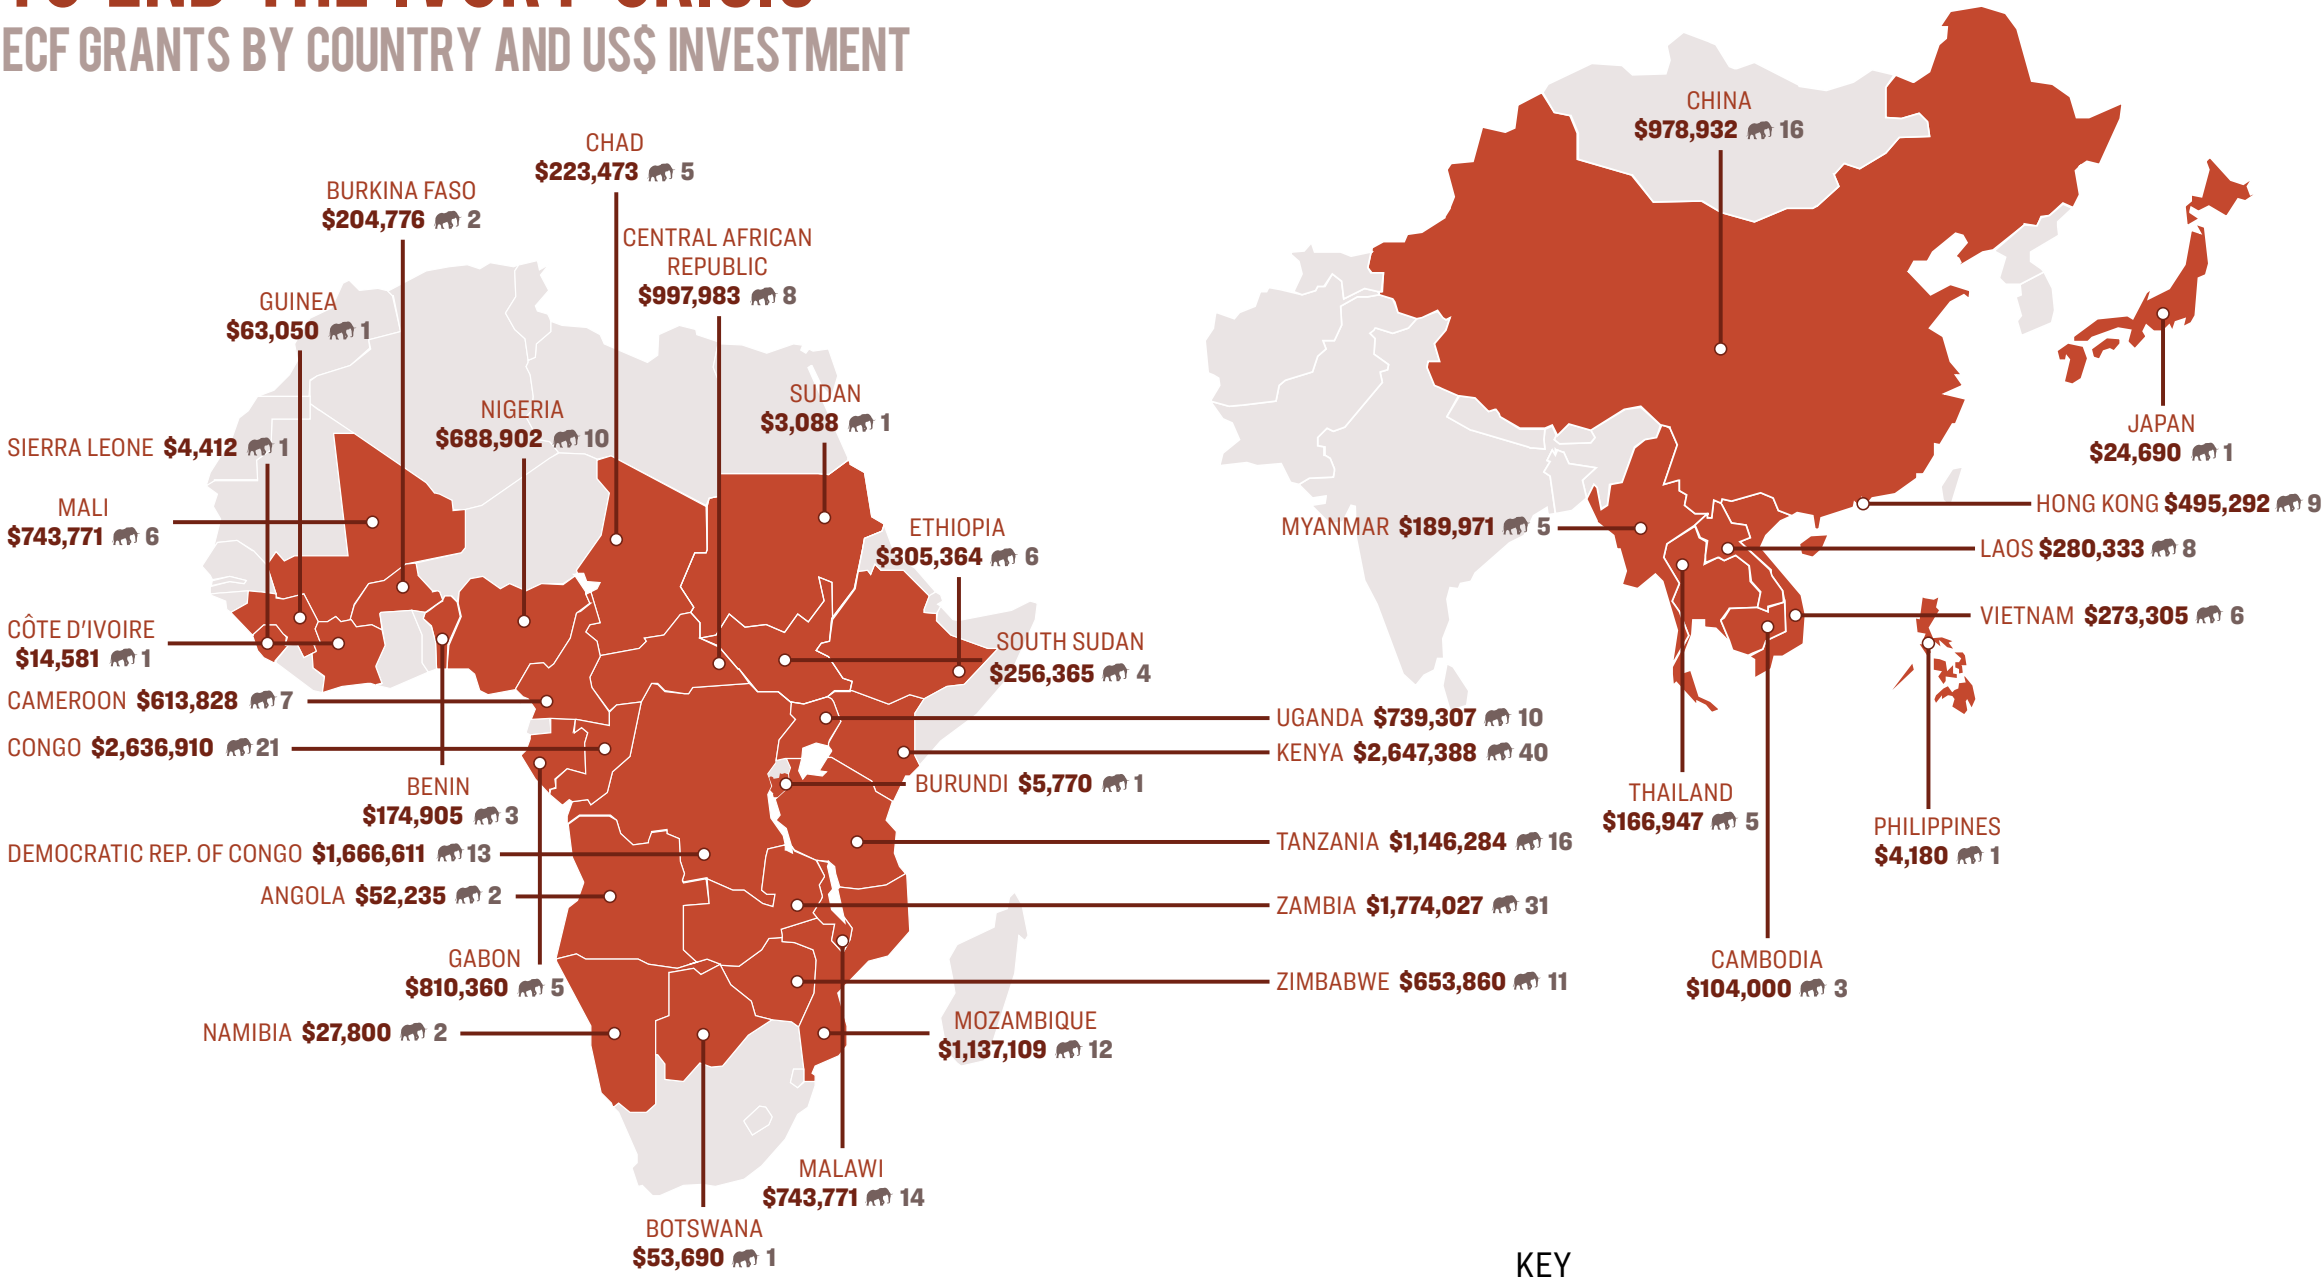 TO END THE IVORY CRISIS
ECF GRANTS BY COUNTRY AND US$ INVESTMENT
CHAD
$223,473 5
BURKINA FASO
$204,776 2
CENTRAL AFRICAN
REPUBLIC
$997,983 8
GUINEA
$63,050 1
SUDAN
$3,088 1
NIGERIA
$688,902 10
SIERRA LEONE $4,412 1
MALI
$743,771 6
ETHIOPIA
$305,364 6
CÔTE D'IVOIRE
$14,581 1
SOUTH SUDAN
$256,365 4
CAMEROON $613,828 7
CONGO $2,636,910 21
BENIN
$174,905 3
DEMOCRATIC REP. OF CONGO $1,666,611 13
ANGOLA $52,235 2
GABON
$810,360 5
NAMIBIA $27,800 2
UGANDA $739,307 10
KENYA $2,647,388 40
BURUNDI $5,770 1
TANZANIA $1,146,284 16
ZAMBIA $1,774,027 31
ZIMBABWE $653,860 11
MOZAMBIQUE
$1,137,109 12
MALAWI
$743,771 14
BOTSWANA
$53,690 1
CHINA
$978,932 16
JAPAN
$24,690 1
HONG KONG $495,292 9
MYANMAR $189,971 5
LAOS $280,333 8
VIETNAM $273,305 6
THAILAND
$166,947 5
PHILIPPINES
$4,180 1
CAMBODIA
$104,000 3
KEY